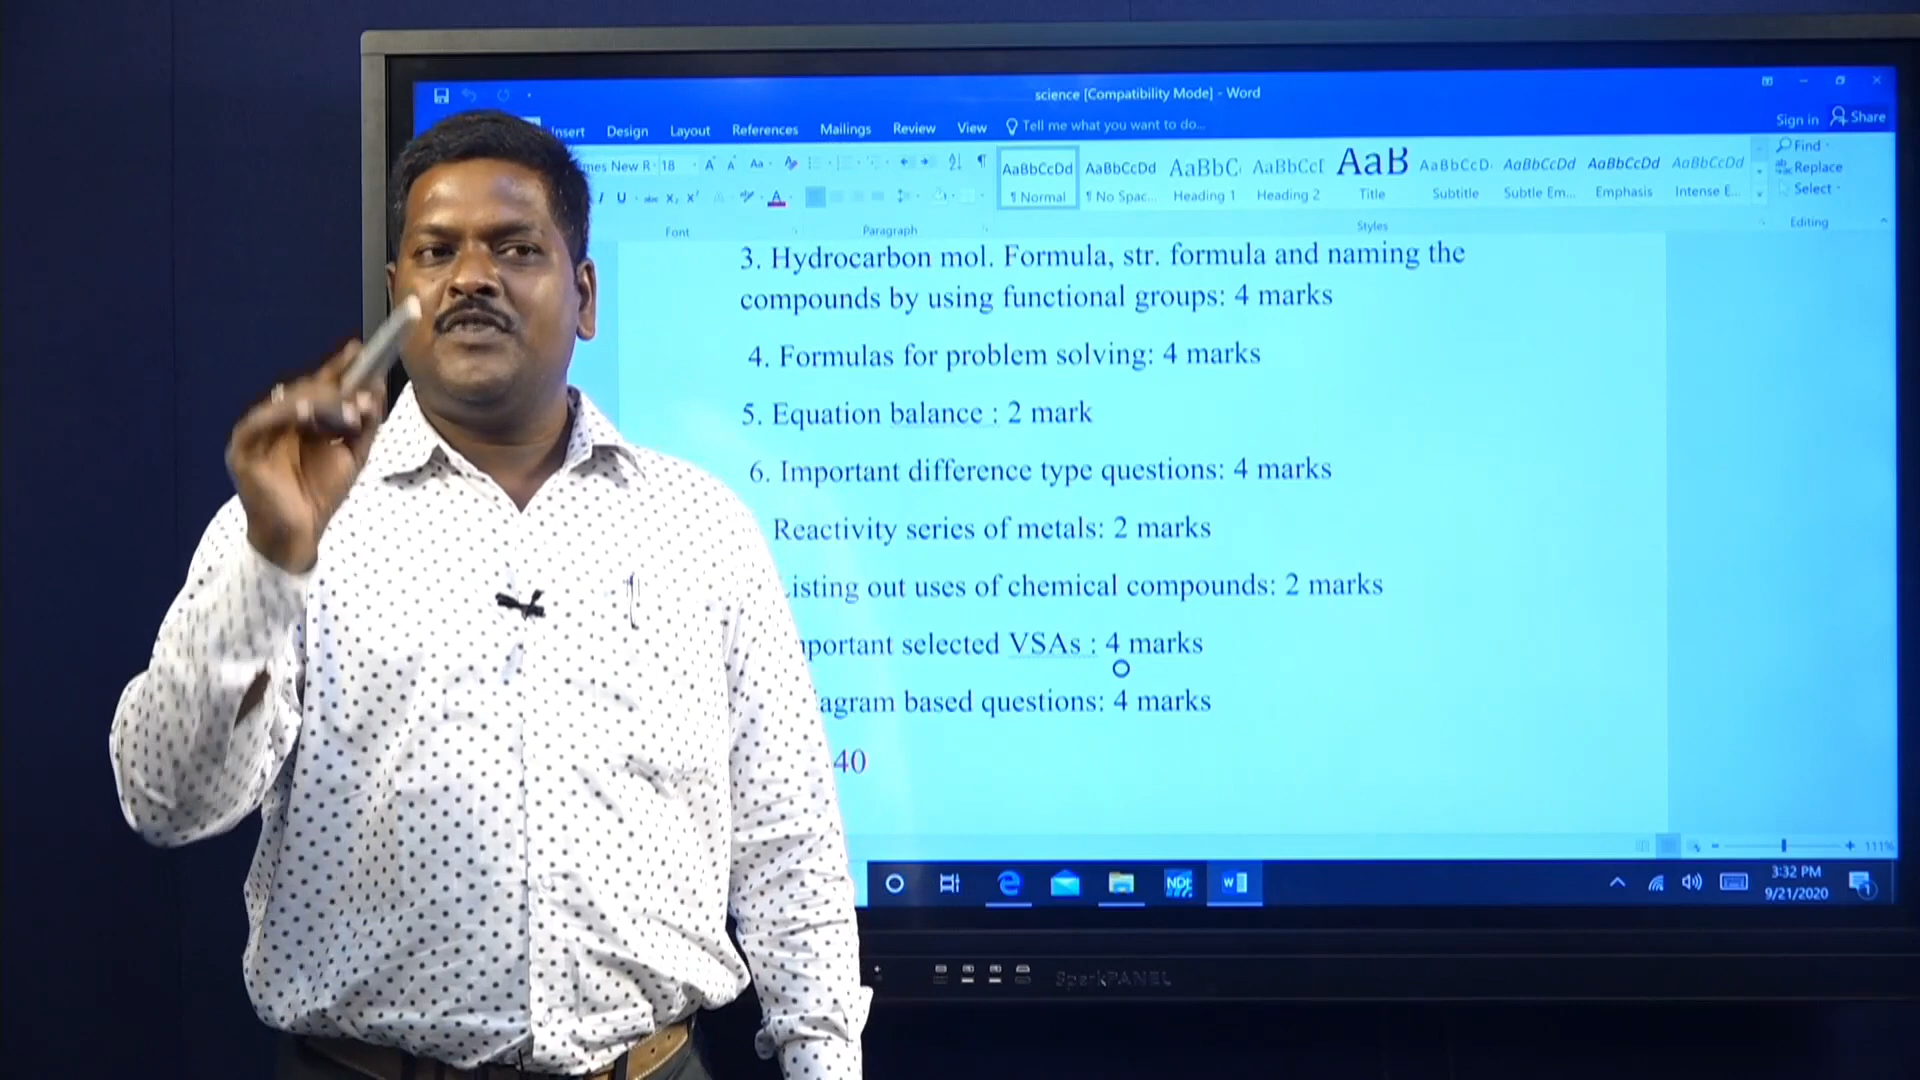 science [Compatibility Mode] - Word
Insert Design Layout References Mailings Review View Tell me what you want to do...
Sign in Share
mes New R 18
AaBbCcDd AaBbCcDd AaBbC AaBbCcI AaB AaBbCcD AaBbCcDd AaBbCcDd AaBbCcDd
¶ Normal ¶ No Spac... Heading 1 Heading 2 Title Subtitle Subtle Em... Emphasis Intense E...
Find
Replace
Select
Font Paragraph Styles Editing
3. Hydrocarbon mol. Formula, str. formula and naming the
compounds by using functional groups: 4 marks
4. Formulas for problem solving: 4 marks
5. Equation balance : 2 mark
6. Important difference type questions: 4 marks
Reactivity series of metals: 2 marks
Listing out uses of chemical compounds: 2 marks
mportant selected VSAs : 4 marks
agram based questions: 4 marks
40
111%
3:32 PM
9/21/2020
SparkPANEL